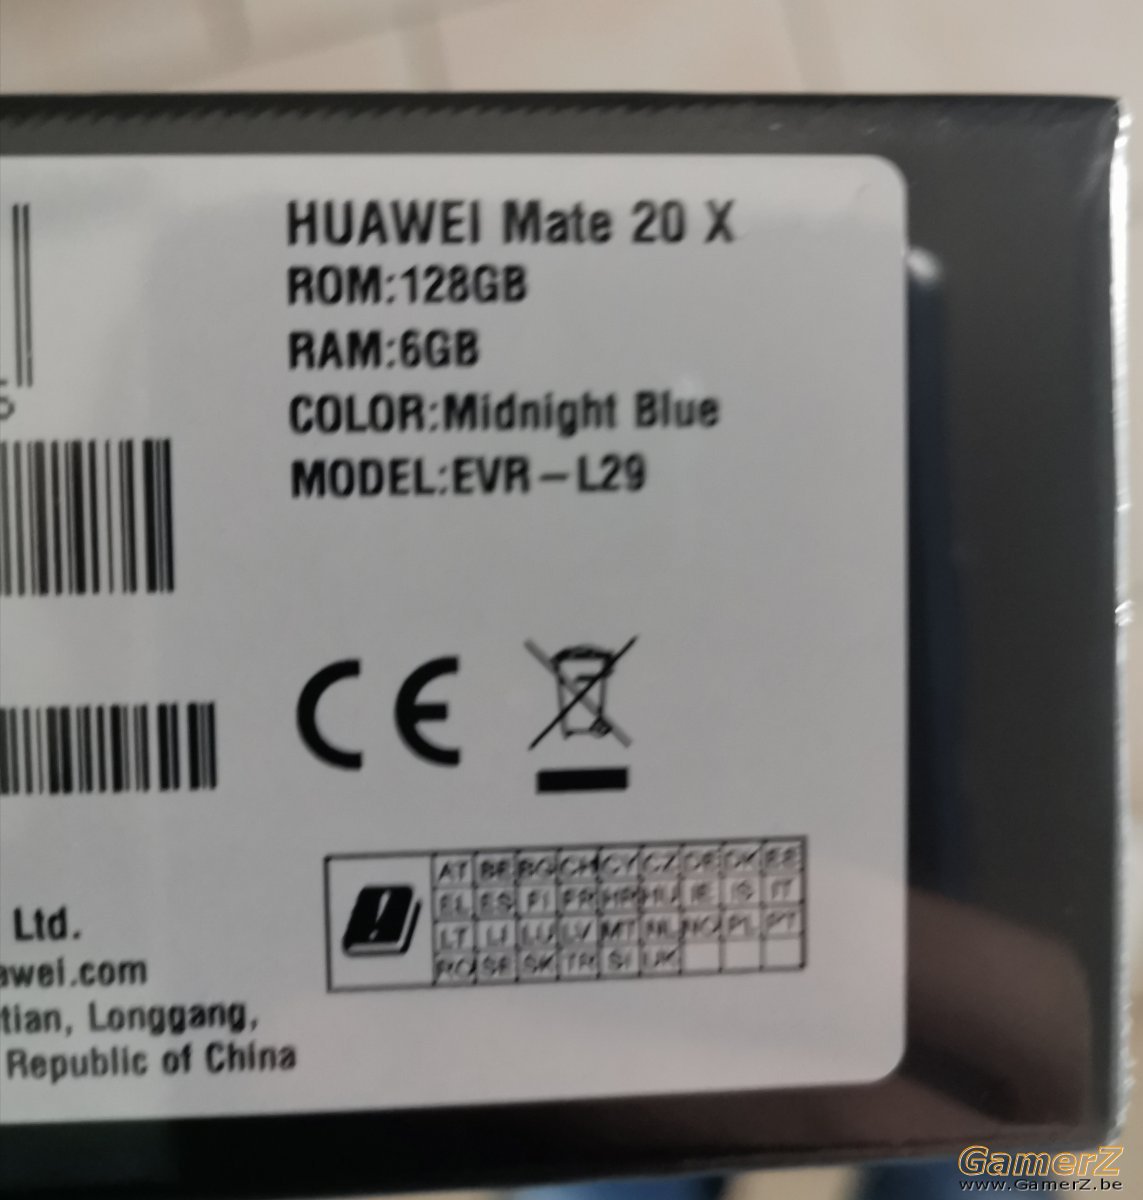 HUAWEI Mate 20 X
ROM:128GB
RAM:6GB
COLOR:Midnight Blue
MODEL:EVR-L29
5
CE
AT BE BG CH CY CZ DE DK EE
EL ES FI FR HR HU IE IS IT
LT LI LU LV MT NL NO PL PT
RO SE SK TR SI UK
Ltd.
awei.com
tian, Longgang,
Republic of China
GamerZ
www.GamerZ.be